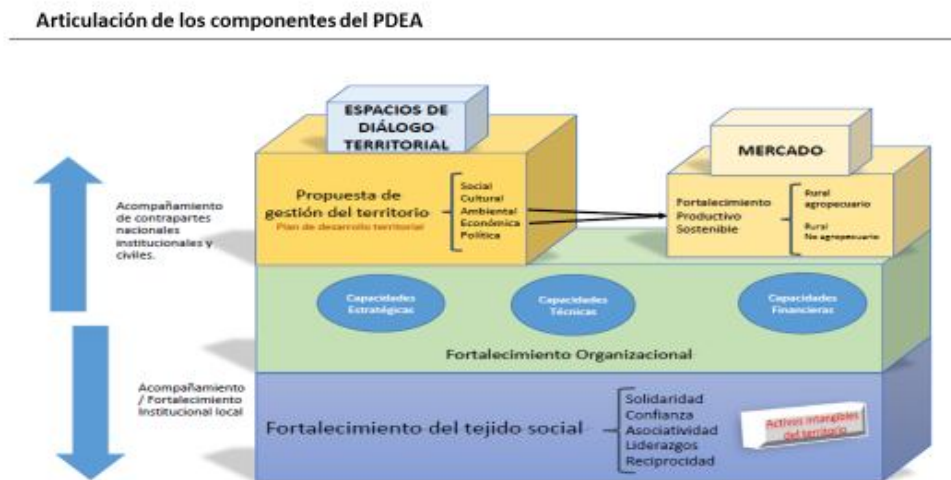 Articulación de los componentes del PDEA
ESPACIOS DE
DIÁLOGO
TERRITORIAL
MERCADO
Propuesta de
gestión del territorio
Plan de desarrollo territorial
Social
Cultural
Ambiental
Económica
Política
Fortalecimiento
Productivo
Sostenible
Rural
agropecuario
Rural
No agropecuario
Acompañamiento
de contrapartes
nacionales
institucionales y
civiles.
Capacidades
Estratégicas
Capacidades
Técnicas
Capacidades
Financieras
Fortalecimiento Organizacional
Acompañamiento
/ Fortalecimiento
Institucional local
Fortalecimiento del tejido social
Solidaridad
Confianza
Asociatividad
Liderazgos
Reciprocidad
Activos intangibles
del territorio